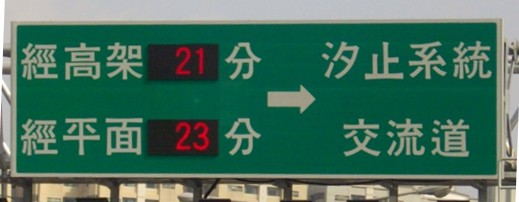 經高架 21 分 汐止系統
經平面 23 分 交流道